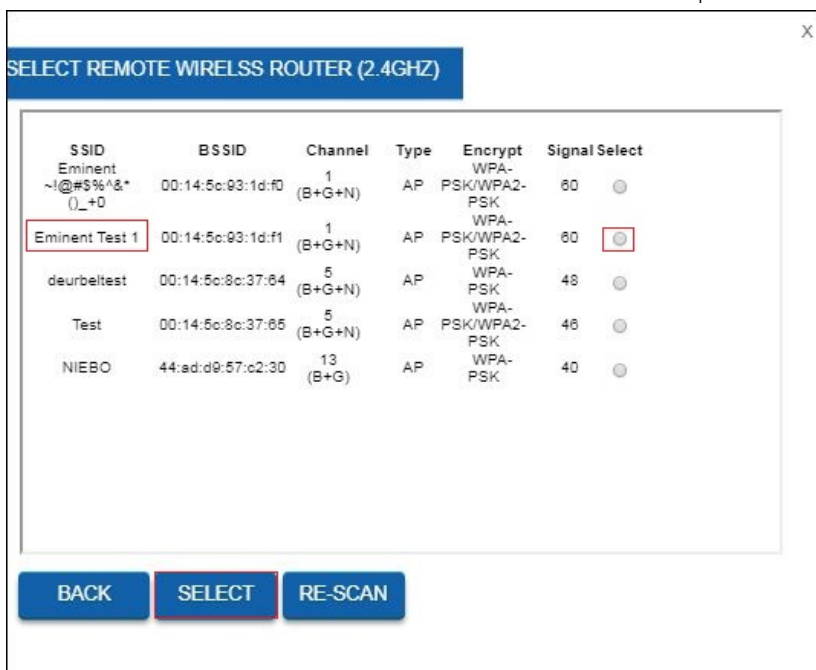 X
SELECT REMOTE WIRELSS ROUTER (2.4GHZ)
SSID BSSID Channel Type Encrypt Signal Select
Eminent
~!@#$%^&*
()_+0 00:14:5c:93:1d:f0 1
(B+G+N) AP WPA-
PSK/WPA2-
PSK 60
Eminent Test 1 00:14:5c:93:1d:f1 1
(B+G+N) AP WPA-
PSK/WPA2-
PSK 60
deurbeltest 00:14:5c:8c:37:64 5
(B+G+N) AP WPA-
PSK 48
Test 00:14:5c:8c:37:65 5
(B+G+N) AP WPA-
PSK/WPA2-
PSK 46
NIEBO 44:ad:d9:57:c2:30 13
(B+G) AP WPA-
PSK 40
BACK SELECT RE-SCAN